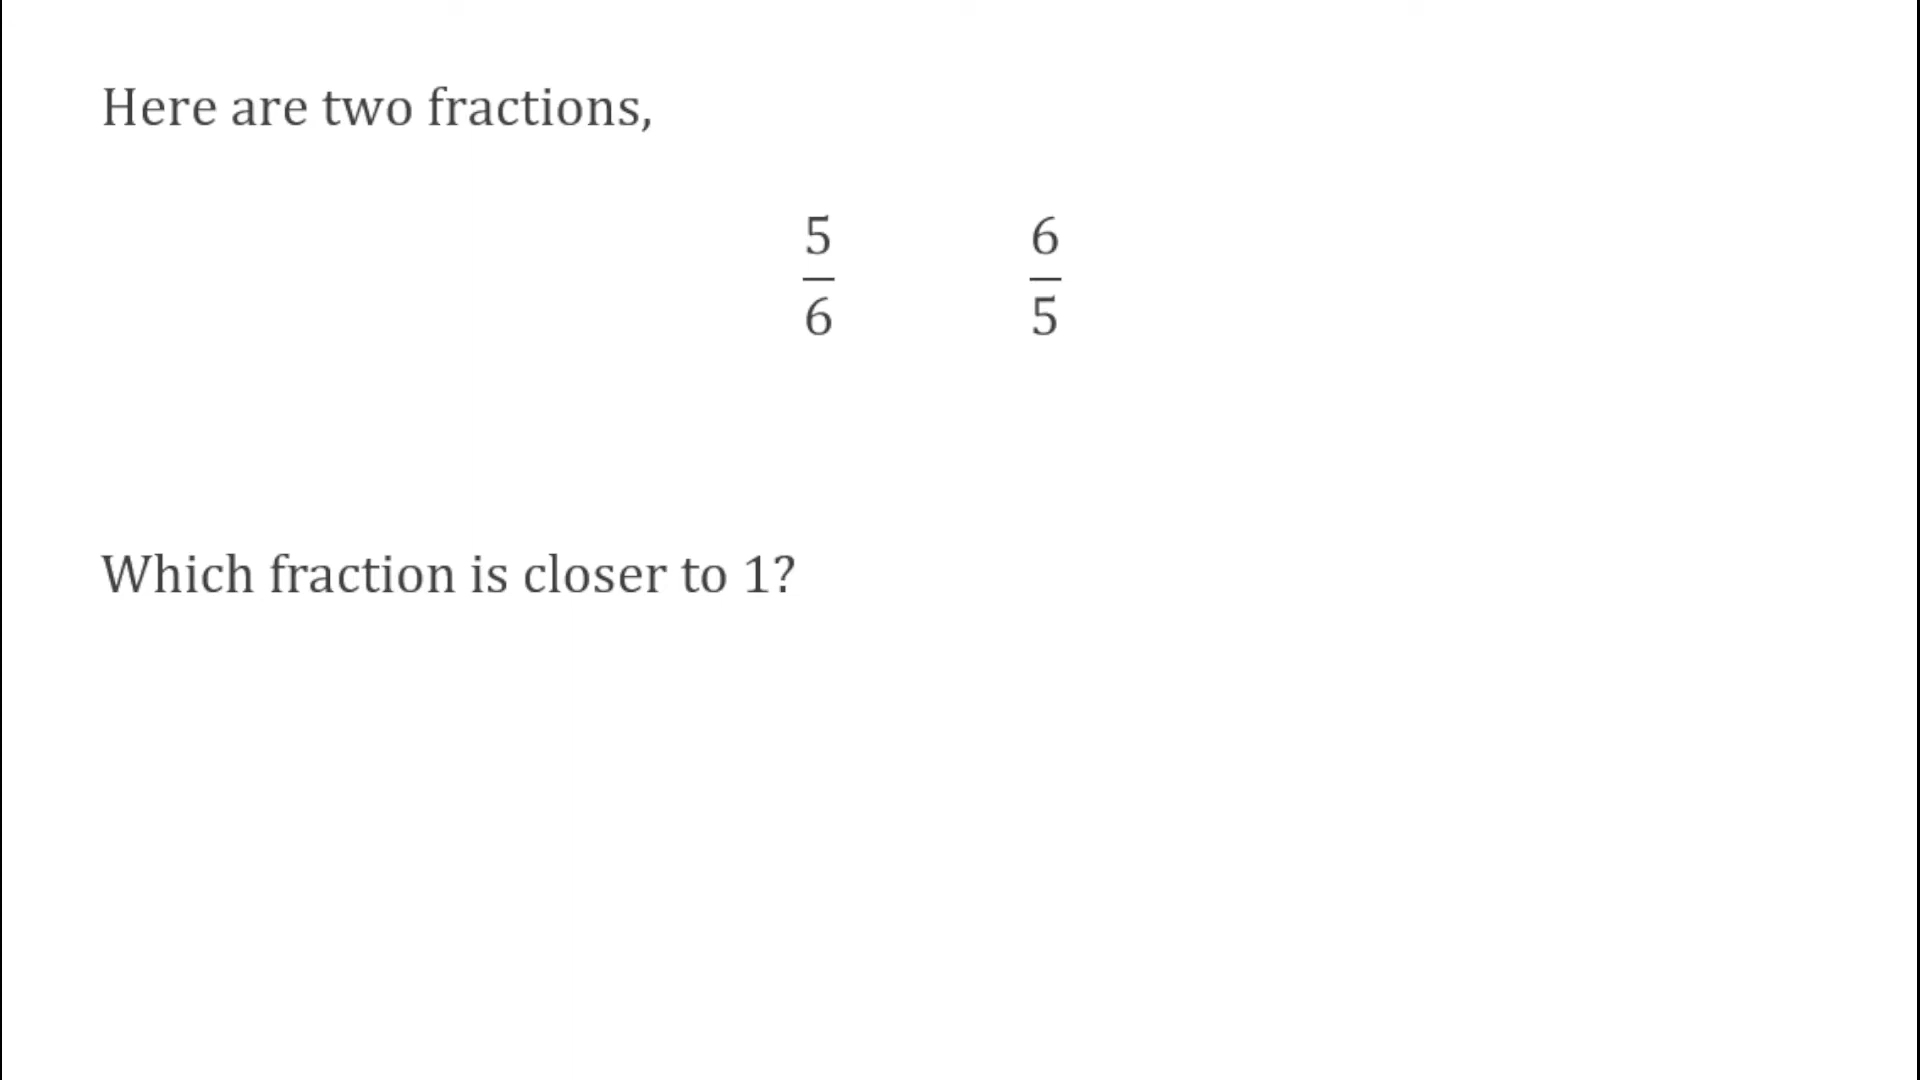 Here are two fractions,
5/6 6/5
Which fraction is closer to 1?